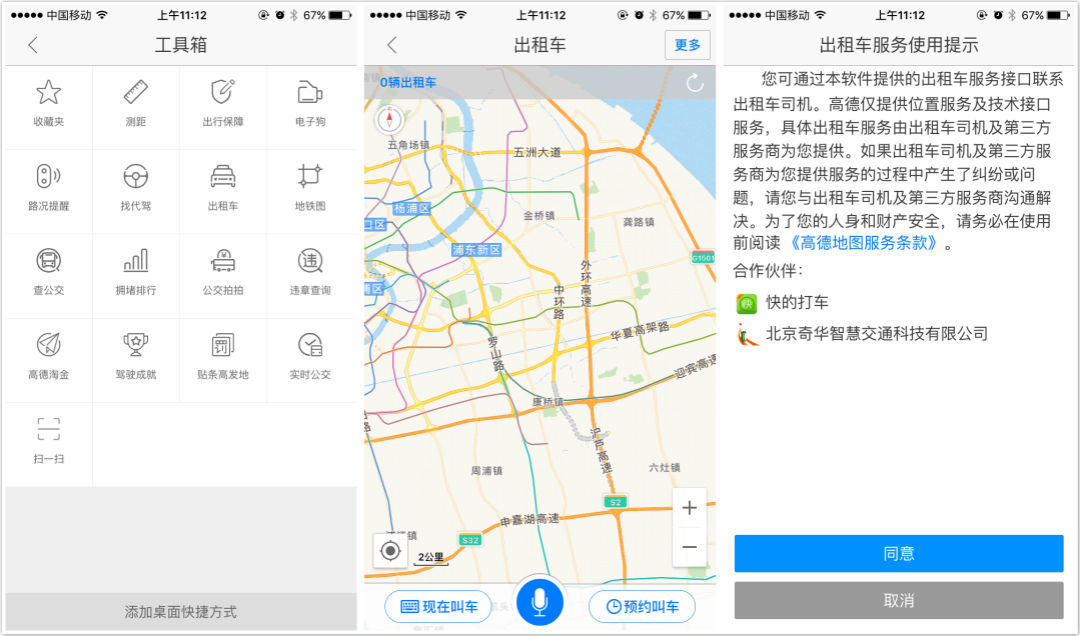 中国移动 上午11:12 67%
工具箱
收藏夹 测距 出行保障 电子狗
路况提醒 找代驾 出租车 地铁图
查公交 拥堵排行 公交拍拍 违章查询
高德淘金 驾驶成就 贴条高发地 实时公交
扫一扫
添加桌面快捷方式
中国移动 上午11:12 67%
出租车 更多
0辆出租车
五角场镇
五洲大道
杨浦区
金桥镇
龚路镇
浦东新区
G1501
外环高速
中环路
华夏高架路
罗山路
迎宾高速
康桥镇
沪芦高速
周浦镇
六灶镇
S2
申嘉湖高速
S32
2公里
现在叫车 预约叫车
中国移动 上午11:12 67%
出租车服务使用提示
您可通过本软件提供的出租车服务接口联系
出租车司机。高德仅提供位置服务及技术接口
服务，具体出租车服务由出租车司机及第三方
服务商为您提供。如果出租车司机及第三方服
务商为您提供服务的过程中产生了纠纷或问
题，请您与出租车司机及第三方服务商沟通解
决。为了您的人身和财产安全，请务必在使用
前阅读《高德地图服务条款》。
合作伙伴：
快的打车
北京奇华智慧交通科技有限公司
同意
取消